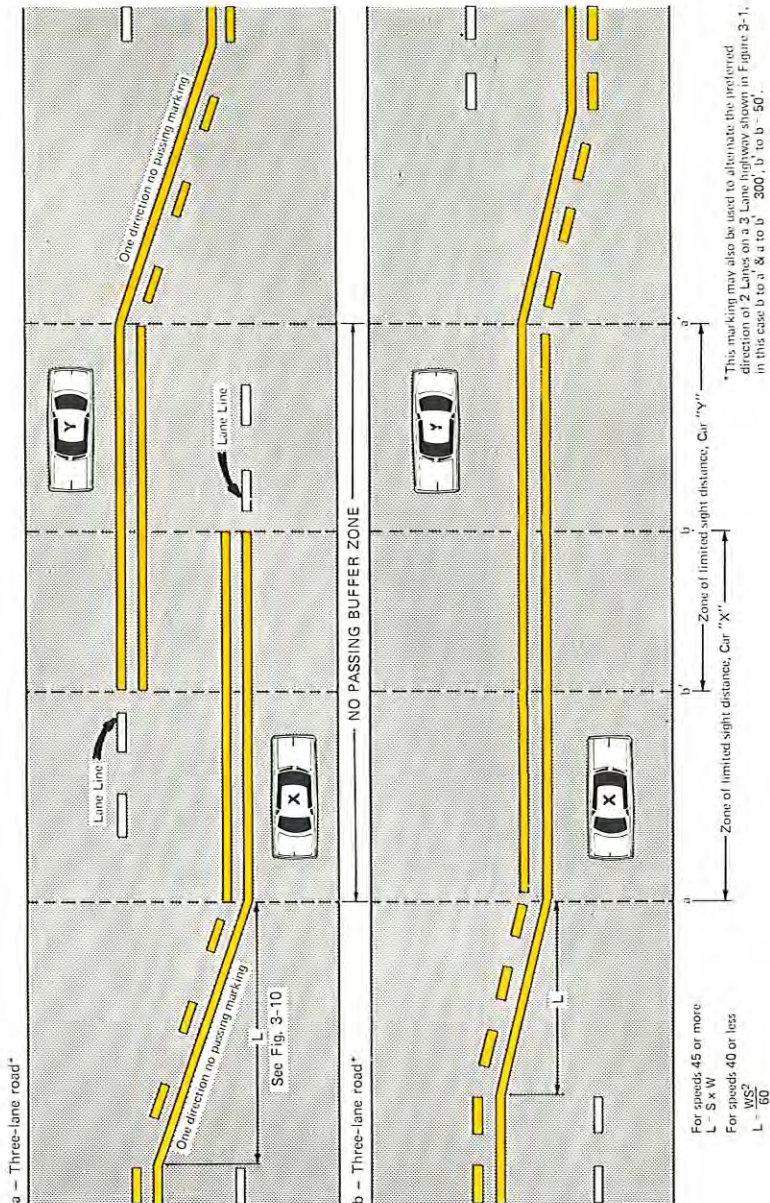 a – Three-lane road*
One direction no passing marking
L
See Fig. 3-10
Lane Line
X
Y
Lane Line
One direction no passing marking
NO PASSING BUFFER ZONE
b – Three-lane road*
L
X
Y
a
b'
b
a'
Zone of limited sight distance, Car "Y"
Zone of limited sight distance, Car "X"
For speeds 45 or more
L = S x W
For speeds 40 or less
L = WS²
60
*This marking may also be used to alternate the preferred
direction of 2 Lanes on a 3 Lane highway shown in Figure 3-1.
in this case b to a' & a to b' 300', b' to b - 50'.